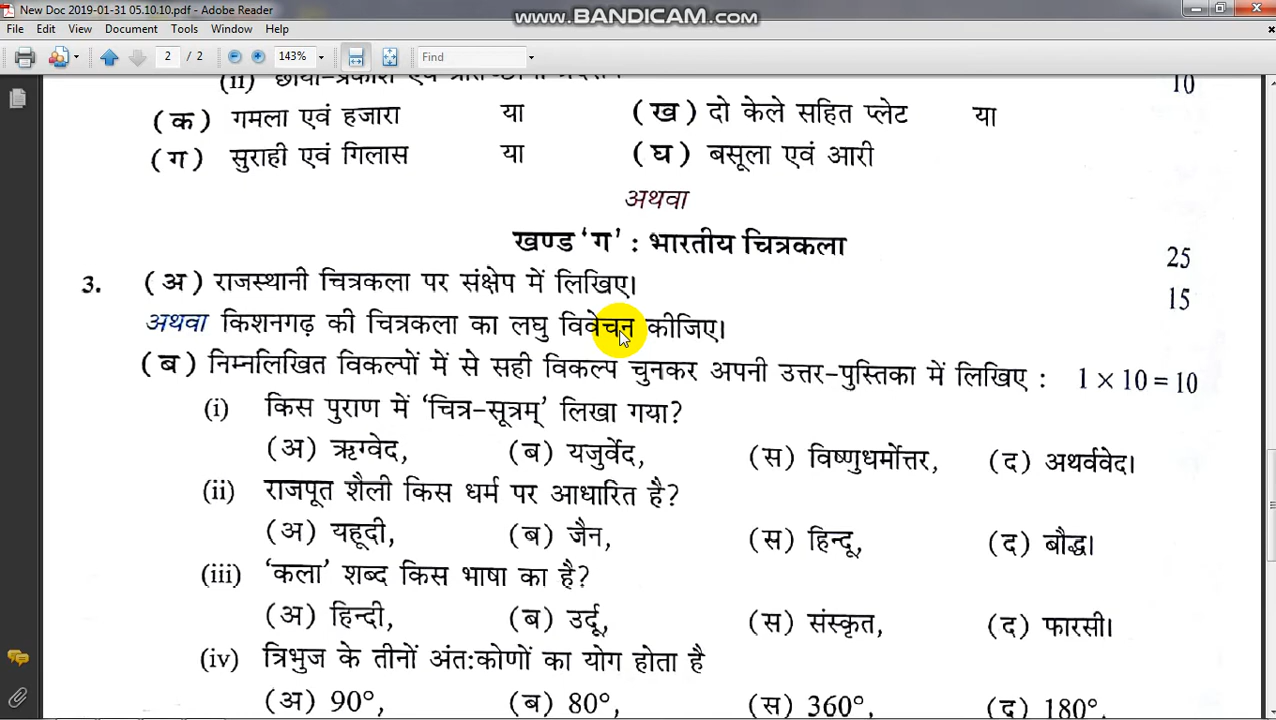 New Doc 2019-01-31 05.10.10.pdf - Adobe Reader
www.BANDICAM.com
File Edit View Document Tools Window Help
2 / 2 143% Find
(ii) छाया-प्रकाश एवं 10
(क) गमला एवं हजारा या (ख) दो केले सहित प्लेट या
(ग) सुराही एवं गिलास या (घ) बसूला एवं आरी
अथवा
खण्ड 'ग' : भारतीय चित्रकला 25
3. (अ) राजस्थानी चित्रकला पर संक्षेप में लिखिए। 15
अथवा किशनगढ़ की चित्रकला का लघु विवेचन कीजिए।
(ब) निम्नलिखित विकल्पों में से सही विकल्प चुनकर अपनी उत्तर-पुस्तिका में लिखिए : 1 × 10 = 10
(i) किस पुराण में 'चित्र-सूत्रम्' लिखा गया?
(अ) ऋग्वेद, (ब) यजुर्वेद, (स) विष्णुधर्मोत्तर, (द) अथर्ववेद।
(ii) राजपूत शैली किस धर्म पर आधारित है?
(अ) यहूदी, (ब) जैन, (स) हिन्दू, (द) बौद्ध।
(iii) 'कला' शब्द किस भाषा का है?
(अ) हिन्दी, (ब) उर्दू, (स) संस्कृत, (द) फारसी।
(iv) त्रिभुज के तीनों अंत:कोणों का योग होता है
(अ) 90°, (ब) 80°, (स) 360°, (द) 180°,